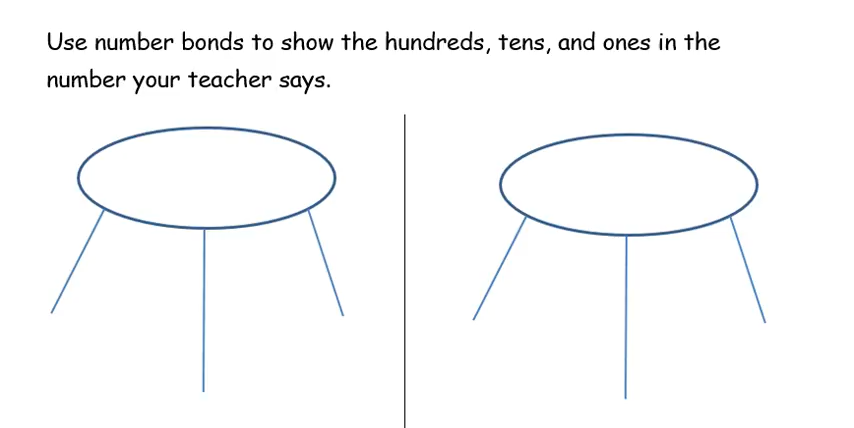 Use number bonds to show the hundreds, tens, and ones in the
number your teacher says.